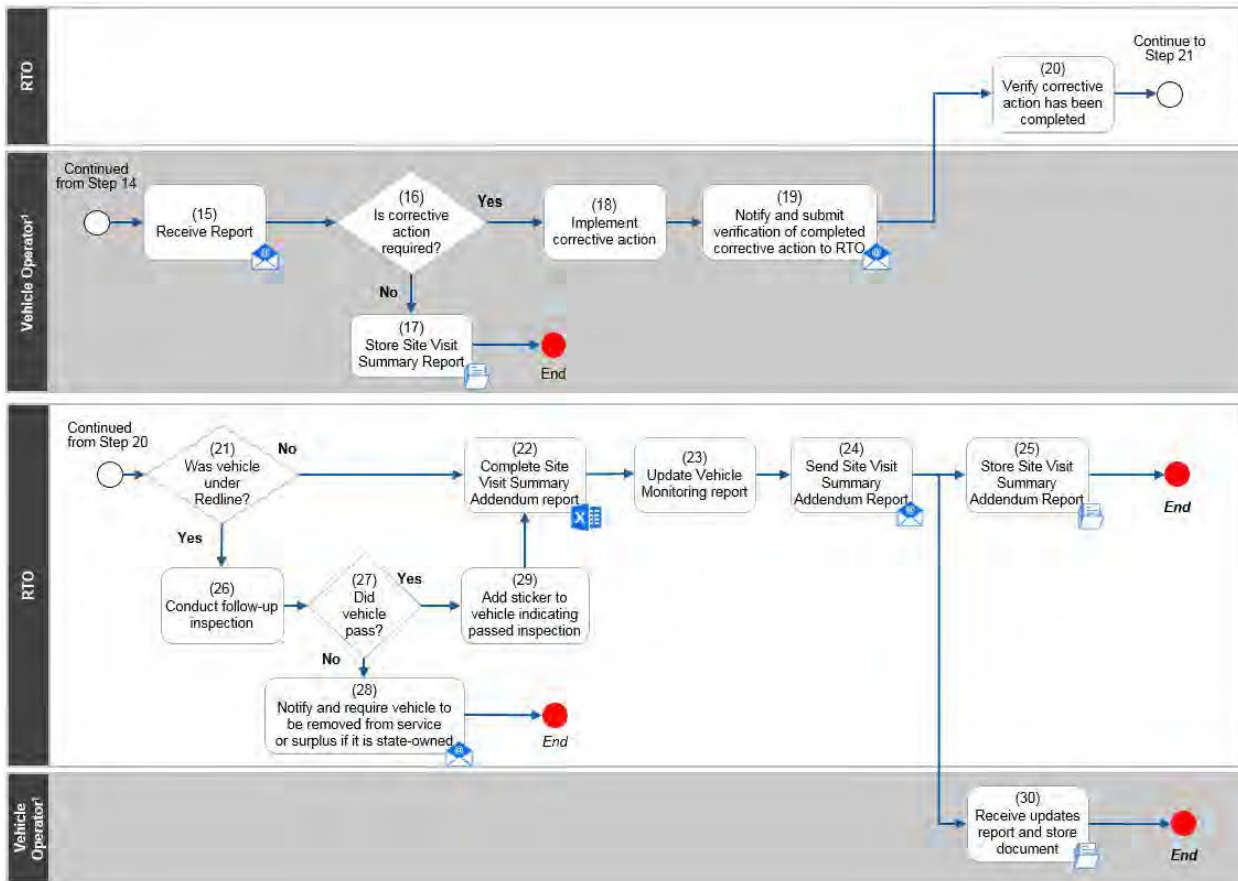 RTO
Continue to
Step 21
(20)
Verify corrective
action has been
completed
Vehicle Operator¹
Continued
from Step 14
(15)
Receive Report
@
(16)
Is corrective
action
required?
Yes
No
(18)
Implement
corrective action
(19)
Notify and submit
verification of completed
corrective action to RTO
@
(17)
Store Site Visit
Summary Report
End
RTO
Continued
from Step 20
(21)
Was vehicle
under
Redline?
No
Yes
(22)
Complete Site
Visit Summary
Addendum report
X
(23)
Update Vehicle
Monitoring report
(24)
Send Site Visit
Summary
Addendum Report
@
(25)
Store Site Visit
Summary
Addendum Report
End
(26)
Conduct follow-up
inspection
(27)
Did
vehicle
pass?
Yes
No
(29)
Add sticker to
vehicle indicating
passed inspection
(28)
Notify and require vehicle to
be removed from service
or surplus if it is state-owned
@
End
Vehicle
Operator¹
(30)
Receive updates
report and store
document
End